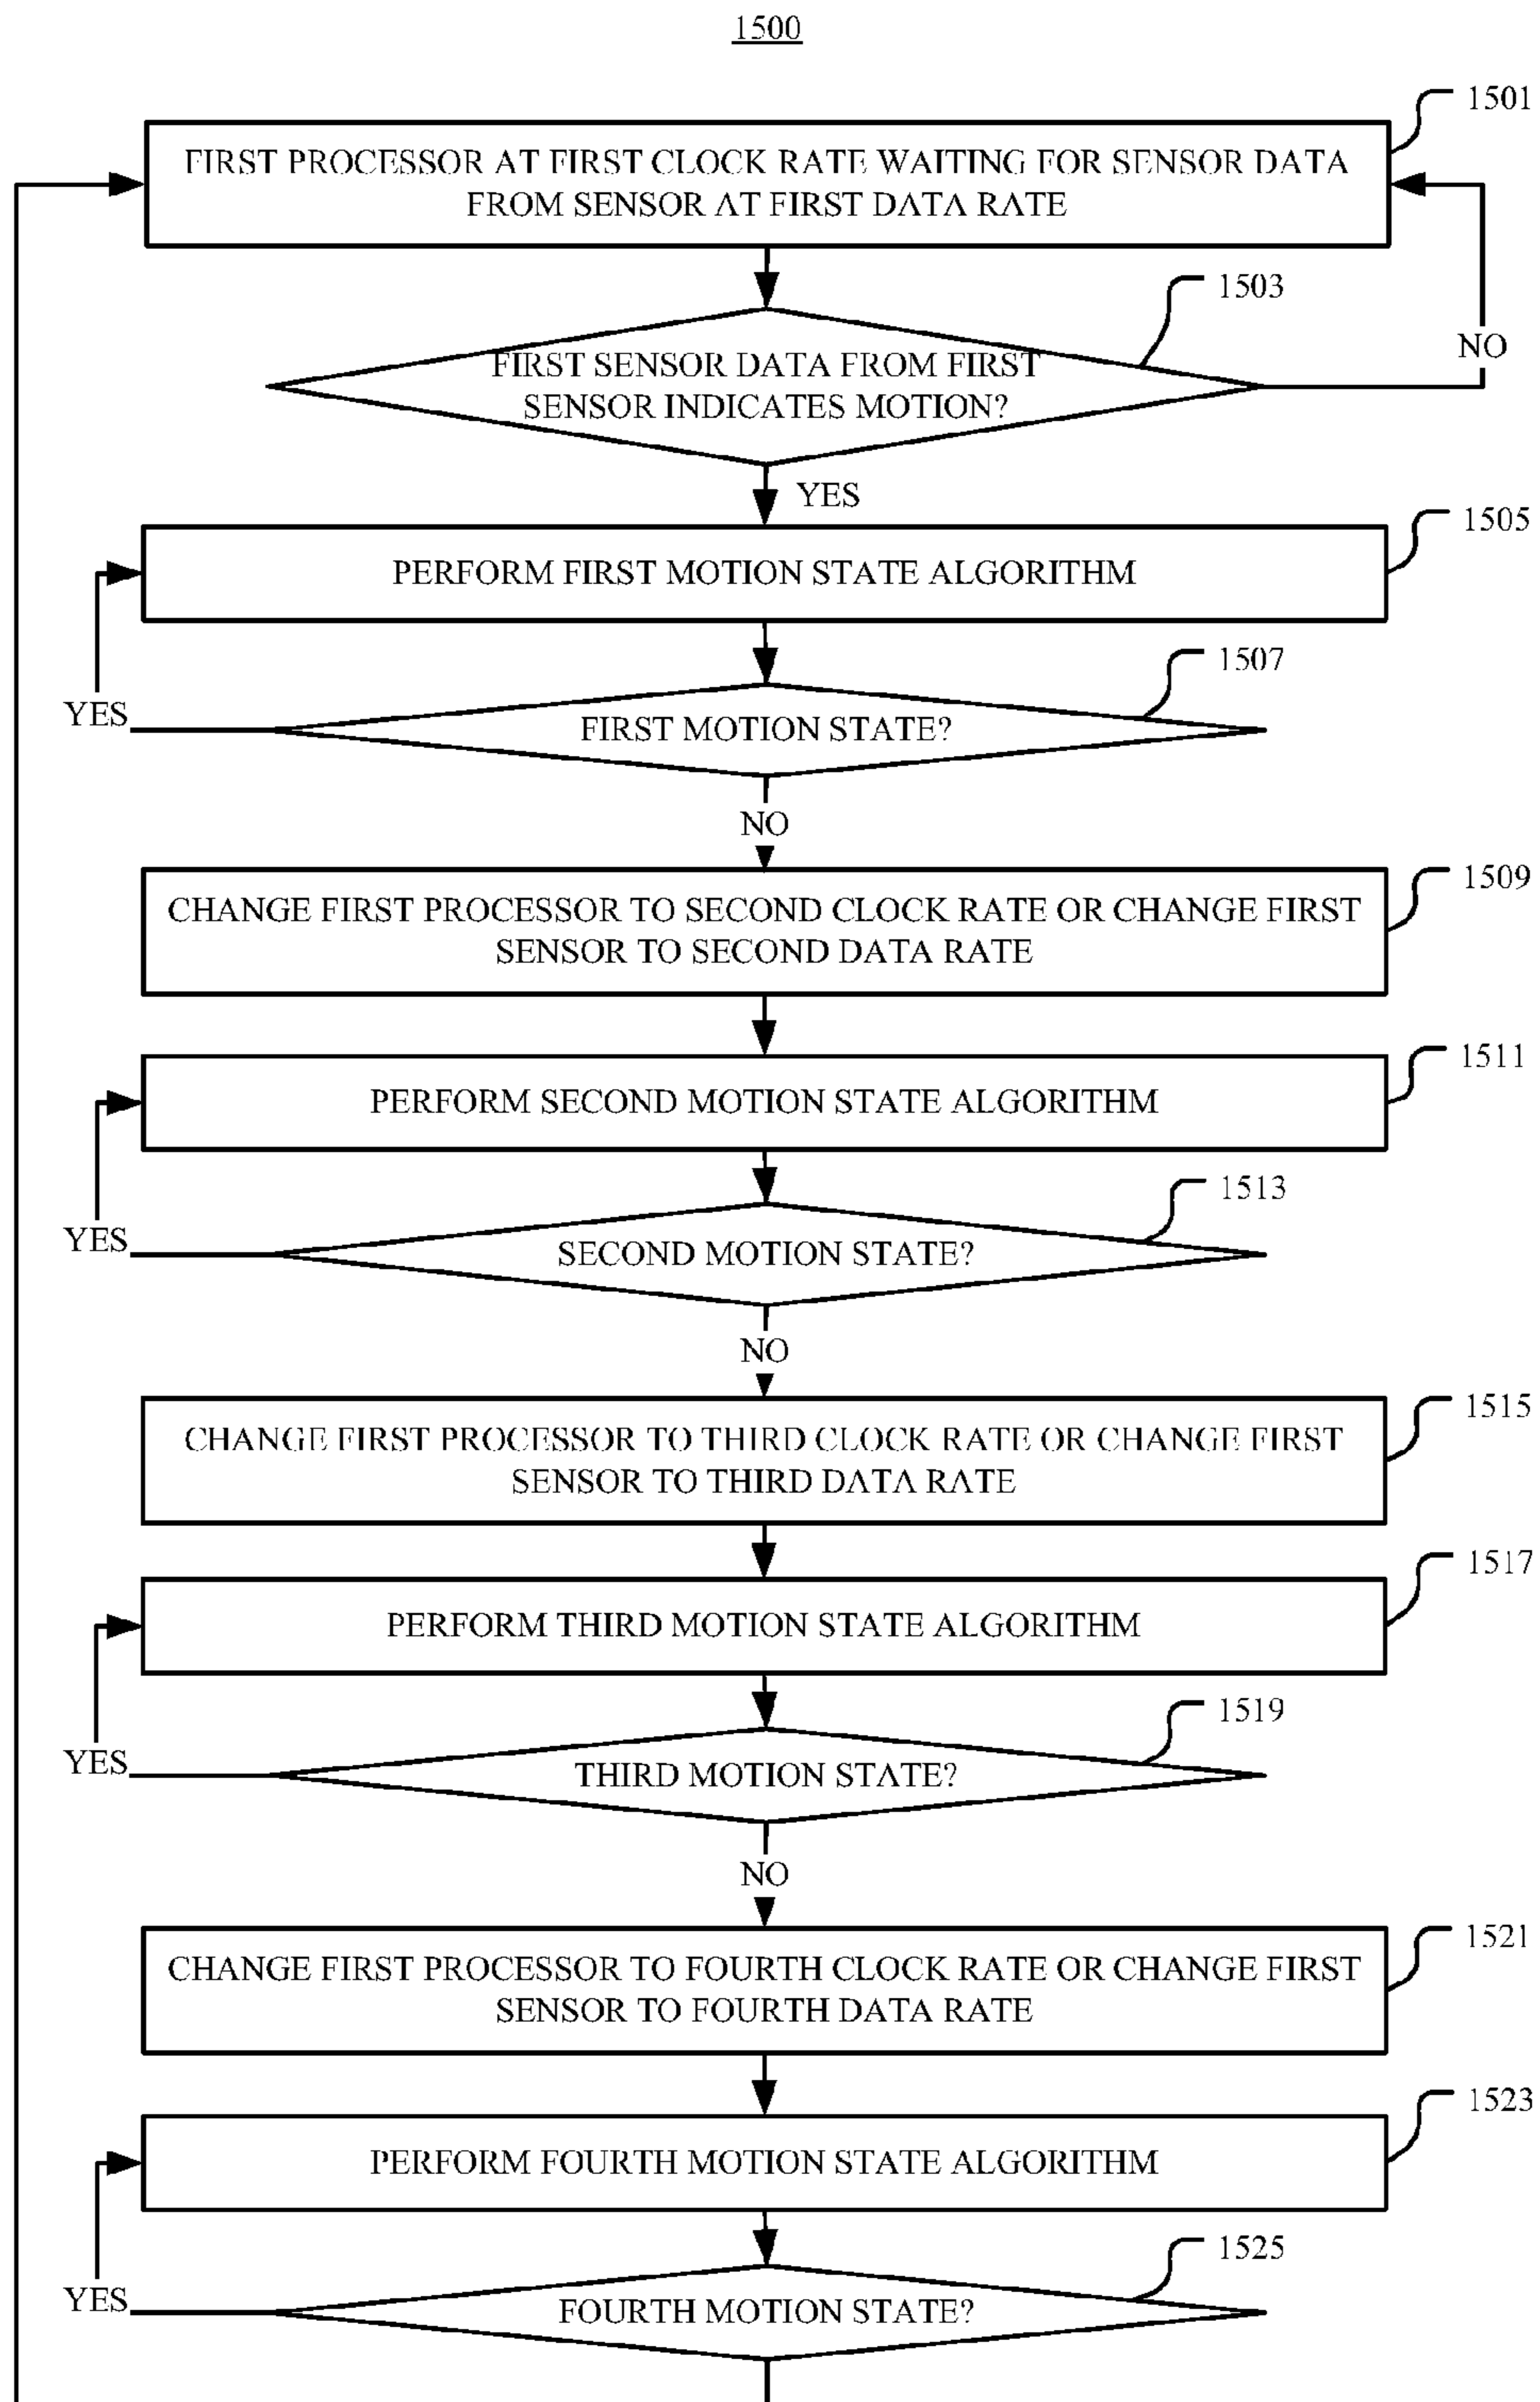 1500
1501
FIRST PROCESSOR AT FIRST CLOCK RATE WAITING FOR SENSOR DATA
FROM SENSOR AT FIRST DATA RATE
1503
FIRST SENSOR DATA FROM FIRST
SENSOR INDICATES MOTION?
NO
YES
1505
PERFORM FIRST MOTION STATE ALGORITHM
1507
FIRST MOTION STATE?
YES
NO
1509
CHANGE FIRST PROCESSOR TO SECOND CLOCK RATE OR CHANGE FIRST
SENSOR TO SECOND DATA RATE
1511
PERFORM SECOND MOTION STATE ALGORITHM
1513
SECOND MOTION STATE?
YES
NO
1515
CHANGE FIRST PROCESSOR TO THIRD CLOCK RATE OR CHANGE FIRST
SENSOR TO THIRD DATA RATE
1517
PERFORM THIRD MOTION STATE ALGORITHM
1519
THIRD MOTION STATE?
YES
NO
1521
CHANGE FIRST PROCESSOR TO FOURTH CLOCK RATE OR CHANGE FIRST
SENSOR TO FOURTH DATA RATE
1523
PERFORM FOURTH MOTION STATE ALGORITHM
1525
FOURTH MOTION STATE?
YES